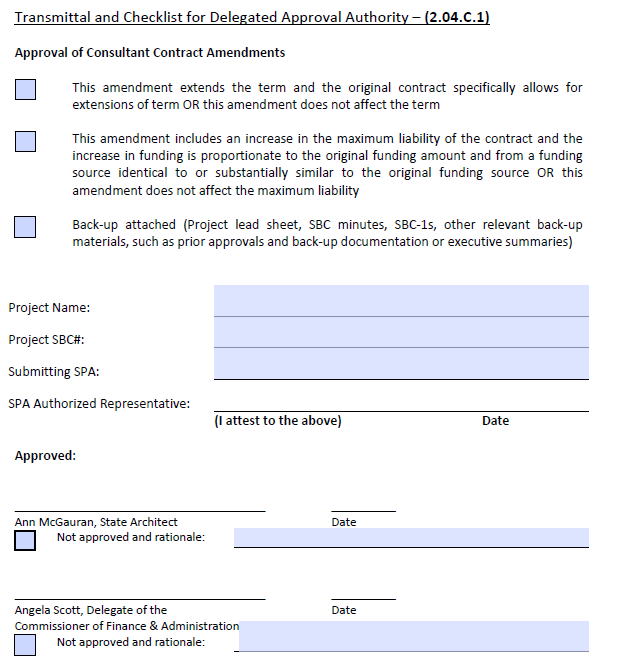 Transmittal and Checklist for Delegated Approval Authority – (2.04.C.1)
Approval of Consultant Contract Amendments
This amendment extends the term and the original contract specifically allows for
extensions of term OR this amendment does not affect the term
This amendment includes an increase in the maximum liability of the contract and the
increase in funding is proportionate to the original funding amount and from a funding
source identical to or substantially similar to the original funding source OR this
amendment does not affect the maximum liability
Back-up attached (Project lead sheet, SBC minutes, SBC-1s, other relevant back-up
materials, such as prior approvals and back-up documentation or executive summaries)
Project Name:
Project SBC#:
Submitting SPA:
SPA Authorized Representative:
(I attest to the above) Date
Approved:
Ann McGauran, State Architect Date
Not approved and rationale:
Angela Scott, Delegate of the Date
Commissioner of Finance & Administration
Not approved and rationale: